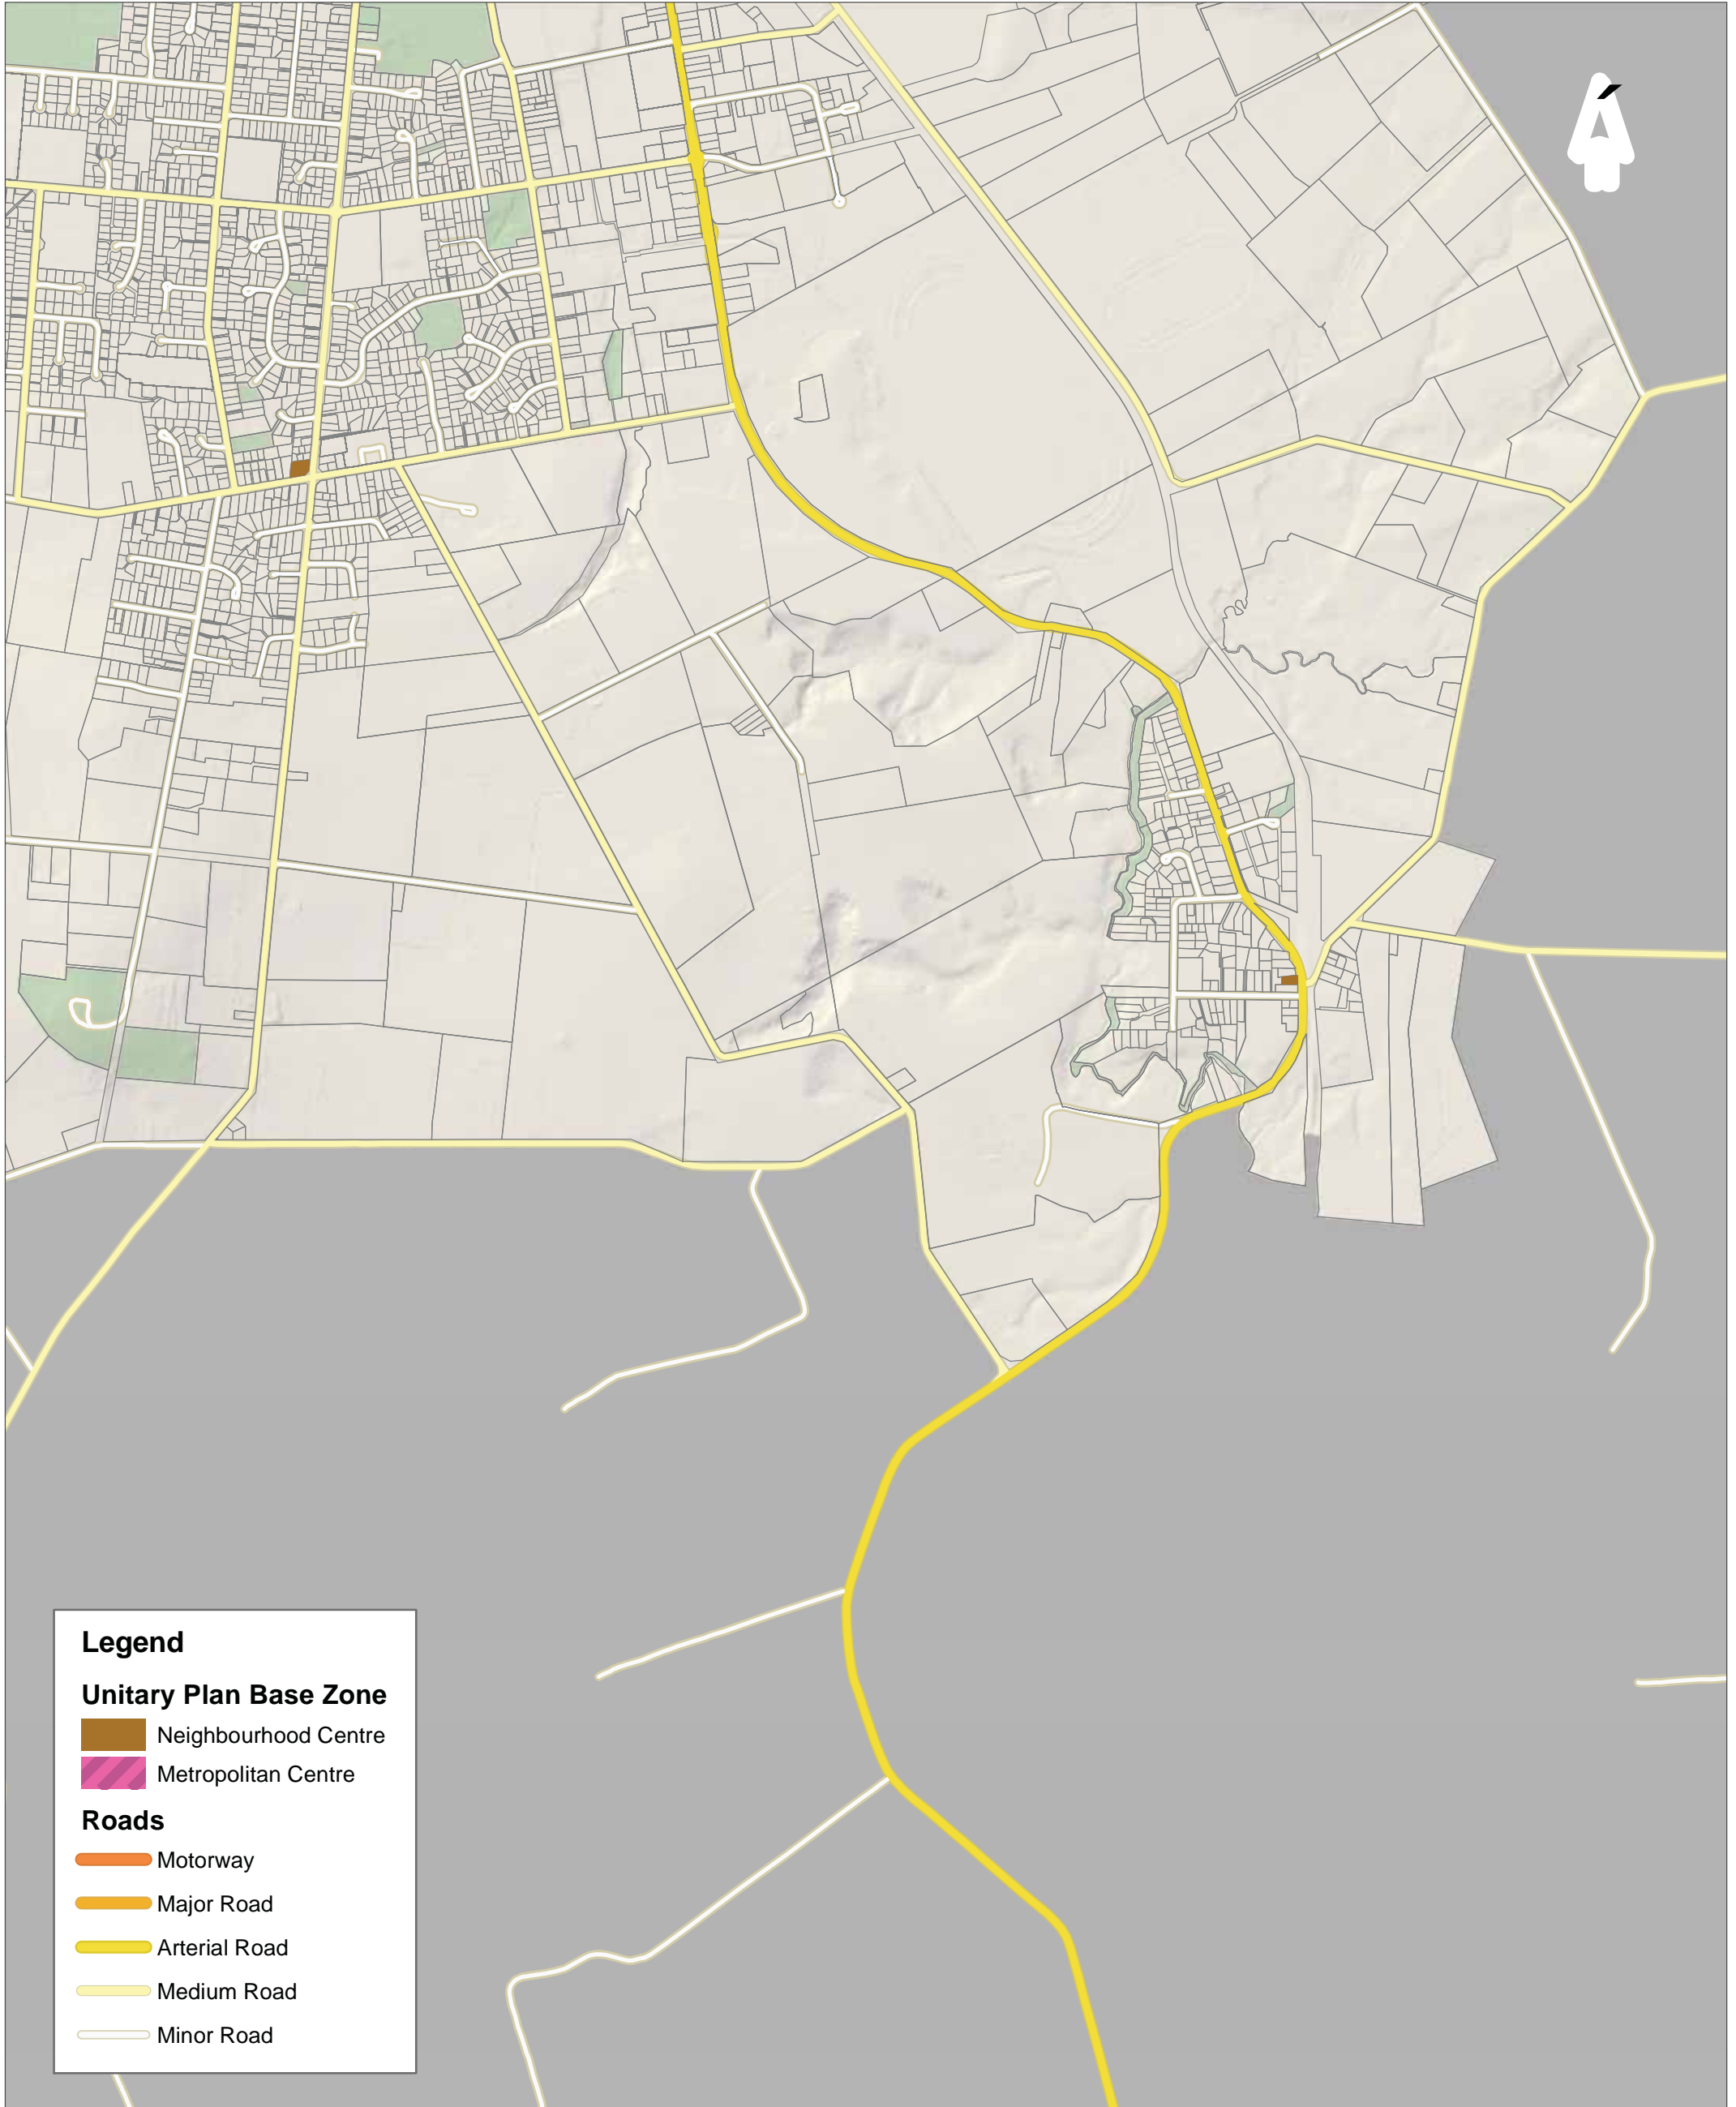 Legend
Unitary Plan Base Zone
Neighbourhood Centre
Metropolitan Centre
Roads
Motorway
Major Road
Arterial Road
Medium Road
Minor Road